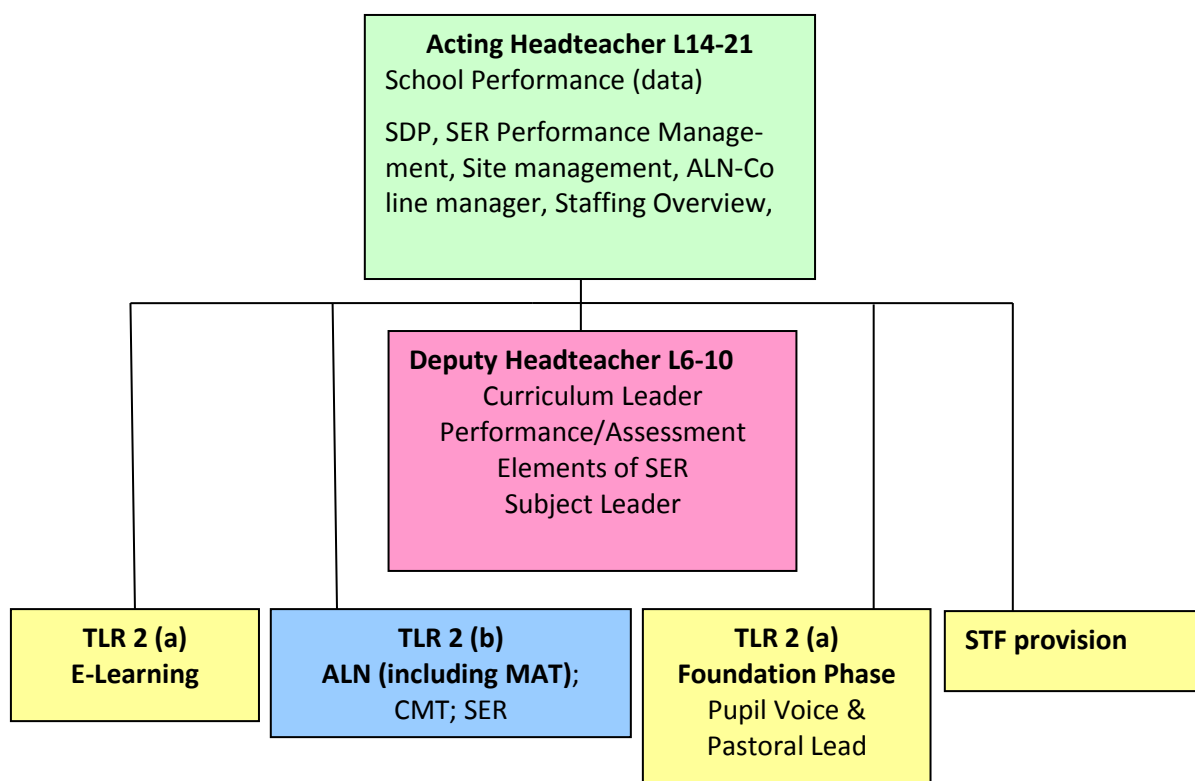 Acting Headteacher L14-21
School Performance (data)
SDP, SER Performance Manage-
ment, Site management, ALN-Co
line manager, Staffing Overview,
Deputy Headteacher L6-10
Curriculum Leader
Performance/Assessment
Elements of SER
Subject Leader
TLR 2 (a)
E-Learning
TLR 2 (b)
ALN (including MAT);
CMT; SER
TLR 2 (a)
Foundation Phase
Pupil Voice &
Pastoral Lead
STF provision